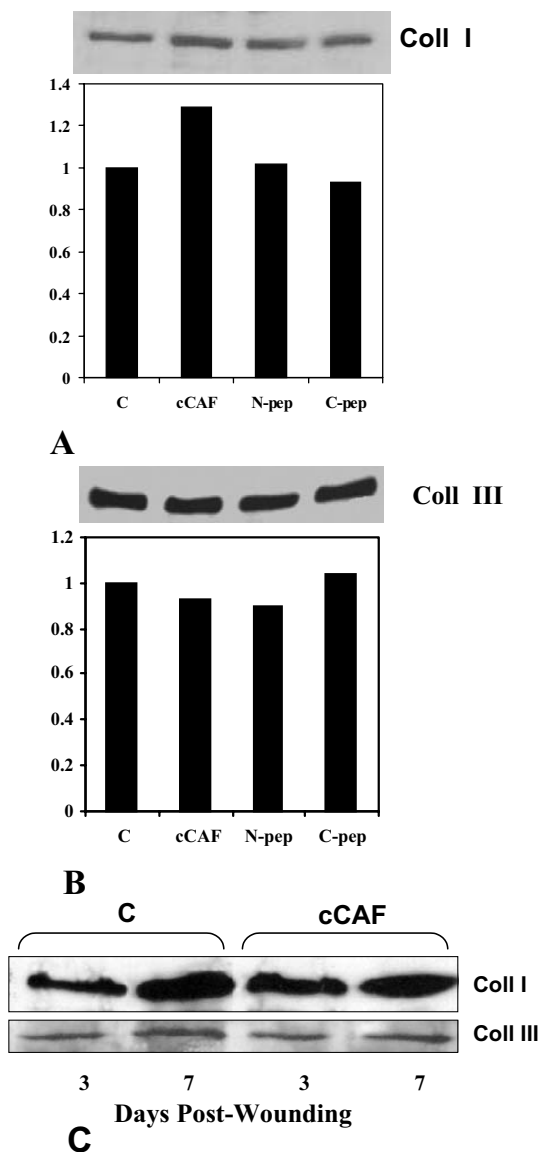 Coll I
1.4
1.2
1
0.8
0.6
0.4
0.2
0
C cCAF N-pep C-pep
A
Coll III
1.2
1
0.8
0.6
0.4
0.2
0
C cCAF N-pep C-pep
B
C cCAF
Coll I
Coll III
3 7 3 7
Days Post-Wounding
C